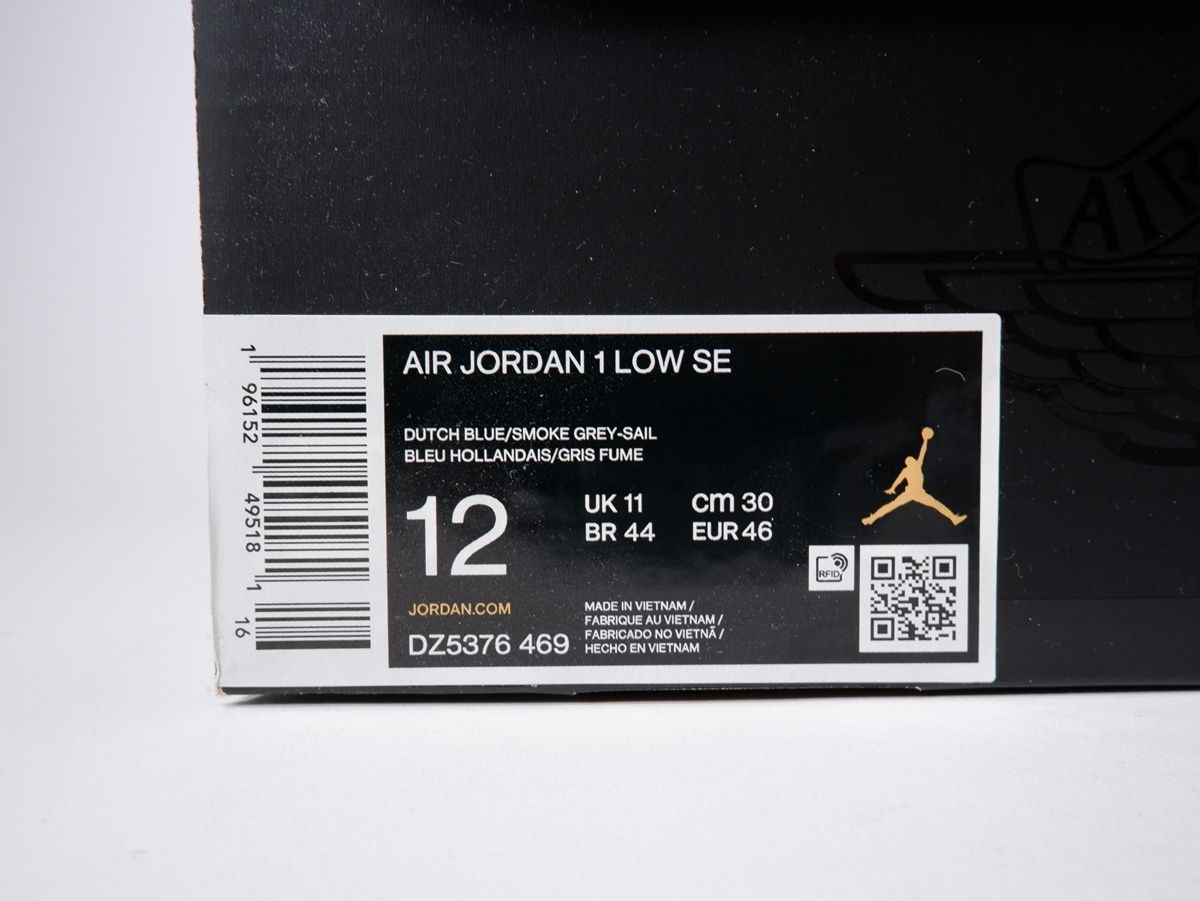 AIR
AIR JORDAN 1 LOW SE
DUTCH BLUE/SMOKE GREY-SAIL
BLEU HOLLANDAIS/GRIS FUME
12
UK 11 cm 30
BR 44 EUR 46
JORDAN.COM
DZ5376 469
MADE IN VIETNAM /
FABRIQUE AU VIETNAM /
FABRICADO NO VIETNÃ /
HECHO EN VIETNAM
RFID
1 96152 49518 1 16